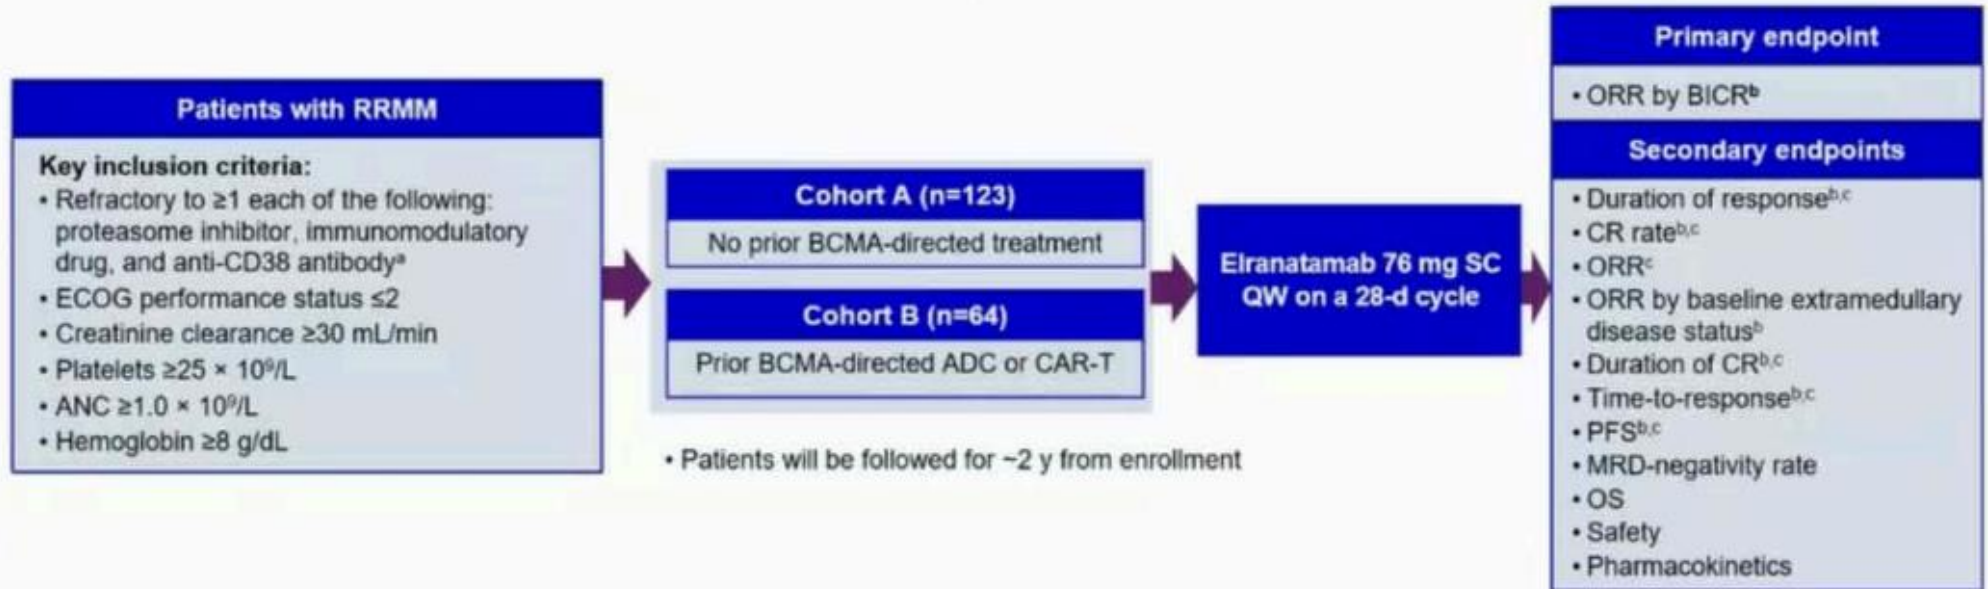 Patients with RRMM
Key inclusion criteria:
• Refractory to ≥1 each of the following:
proteasome inhibitor, immunomodulatory
drug, and anti-CD38 antibodyᵃ
• ECOG performance status ≤2
• Creatinine clearance ≥30 mL/min
• Platelets ≥25 × 10⁹/L
• ANC ≥1.0 × 10⁹/L
• Hemoglobin ≥8 g/dL
Cohort A (n=123)
No prior BCMA-directed treatment
Cohort B (n=64)
Prior BCMA-directed ADC or CAR-T
• Patients will be followed for ~2 y from enrollment
Elranatamab 76 mg SC
QW on a 28-d cycle
Primary endpoint
• ORR by BICRᵇ
Secondary endpoints
• Duration of responseᵇ,ᶜ
• CR rateᵇ,ᶜ
• ORRᶜ
• ORR by baseline extramedullary
disease statusᵇ
• Duration of CRᵇ,ᶜ
• Time-to-responseᵇ,ᶜ
• PFSᵇ,ᶜ
• MRD-negativity rate
• OS
• Safety
• Pharmacokinetics